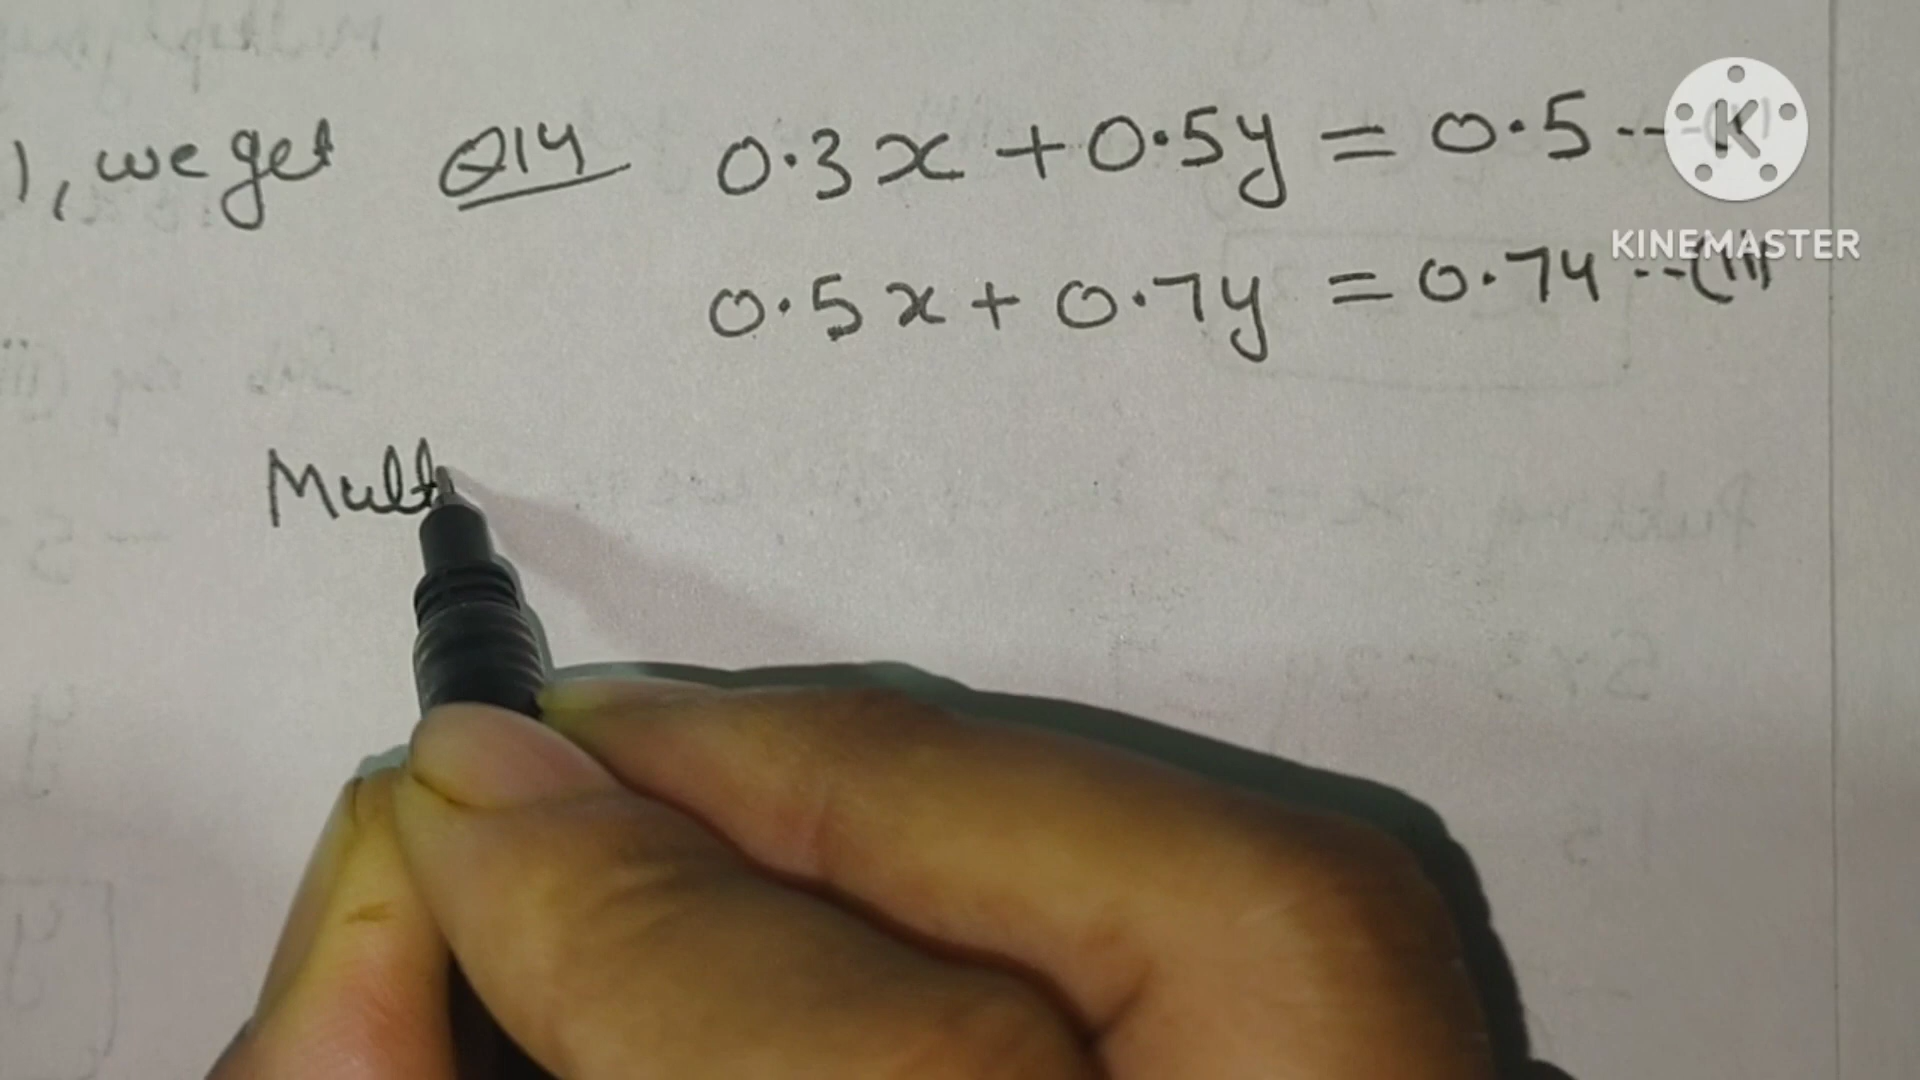 ), we get Q14 0.3x + 0.5y = 0.5 --
0.5x + 0.7y = 0.74 --(ii)
Mult
KINEMASTER